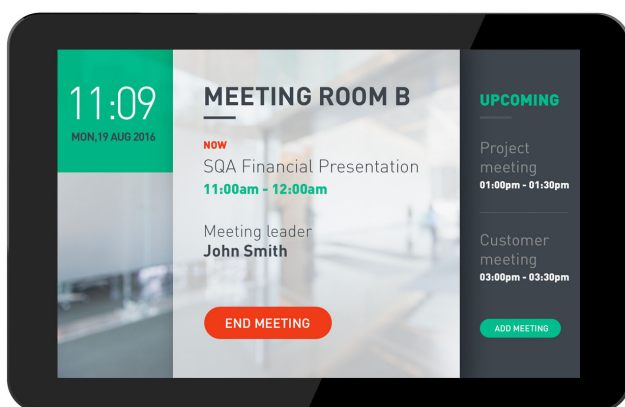 11:09
MON,19 AUG 2016
MEETING ROOM B
NOW
SQA Financial Presentation
11:00am - 12:00am
Meeting leader
John Smith
END MEETING
UPCOMING
Project
meeting
01:00pm - 01:30pm
Customer
meeting
03:00pm - 03:30pm
ADD MEETING